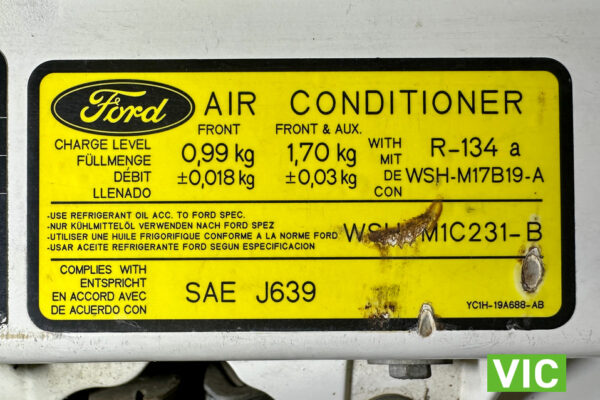 Ford AIR CONDITIONER
FRONT FRONT & AUX.
CHARGE LEVEL
FÜLLMENGE
DÉBIT
LLENADO
0,99 kg
±0,018 kg
1,70 kg
±0,03 kg
WITH
MIT
DE
CON
R-134 a
WSH-M17B19-A
-USE REFRIGERANT OIL ACC. TO FORD SPEC.
-NUR KÜHLMITTELÖL VERWENDEN NACH FORD SPEZ
-UTILISER UNE HUILE FRIGORIFIQUE CONFORME A LA NORME FORD
-USAR ACEITE REFRIGERANTE FORD SEGUN ESPECIFICACION
WSH-M1C231-B
COMPLIES WITH
ENTSPRICHT
EN ACCORD AVEC
DE ACUERDO CON
SAE J639
YC1H-19A688-AB
VIC